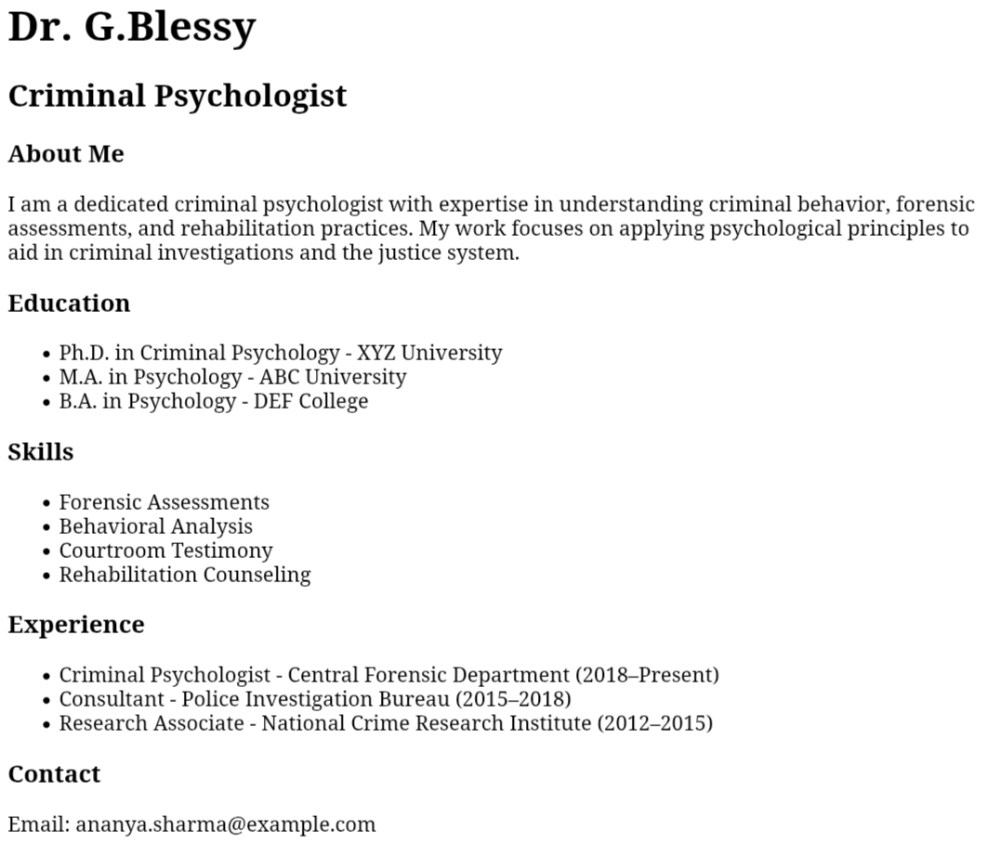 Dr. G.Blessy
Criminal Psychologist
About Me
I am a dedicated criminal psychologist with expertise in understanding criminal behavior, forensic
assessments, and rehabilitation practices. My work focuses on applying psychological principles to
aid in criminal investigations and the justice system.
Education
• Ph.D. in Criminal Psychology - XYZ University
• M.A. in Psychology - ABC University
• B.A. in Psychology - DEF College
Skills
• Forensic Assessments
• Behavioral Analysis
• Courtroom Testimony
• Rehabilitation Counseling
Experience
• Criminal Psychologist - Central Forensic Department (2018–Present)
• Consultant - Police Investigation Bureau (2015–2018)
• Research Associate - National Crime Research Institute (2012–2015)
Contact
Email: ananya.sharma@example.com